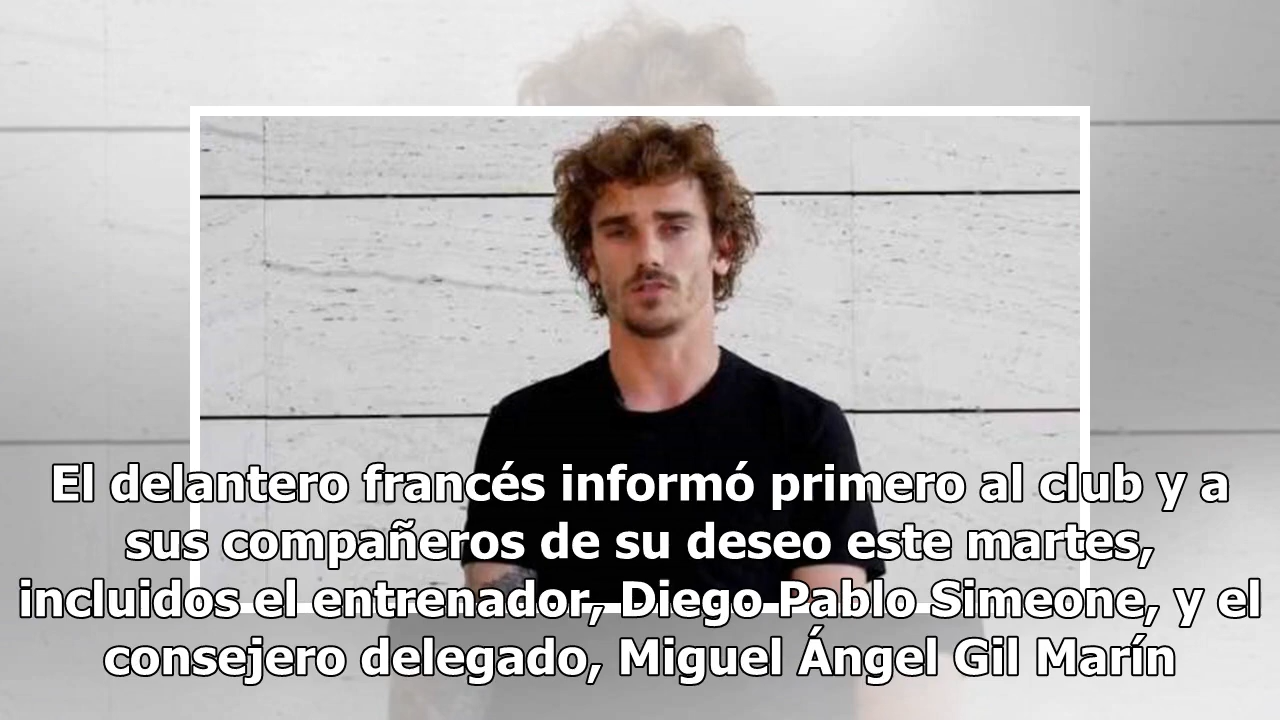 El delantero francés informó primero al club y a
sus compañeros de su deseo este martes,
incluidos el entrenador, Diego Pablo Simeone, y el
consejero delegado, Miguel Ángel Gil Marín